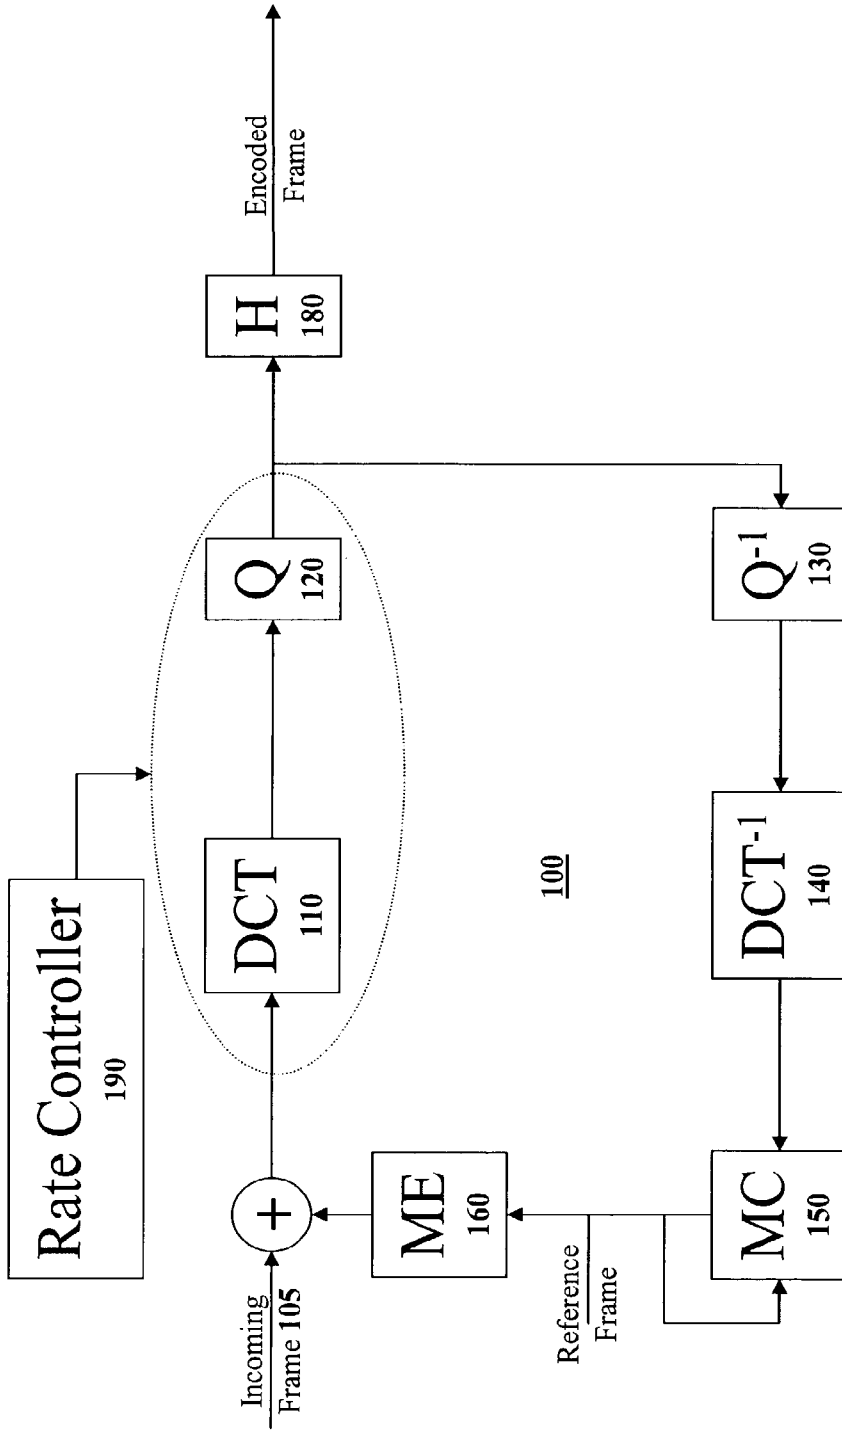 Rate Controller
190
Incoming
Frame 105
+
DCT
110
Q
120
H
180
Encoded
Frame
ME
160
100
Reference
Frame
MC
150
DCT-1
140
Q-1
130